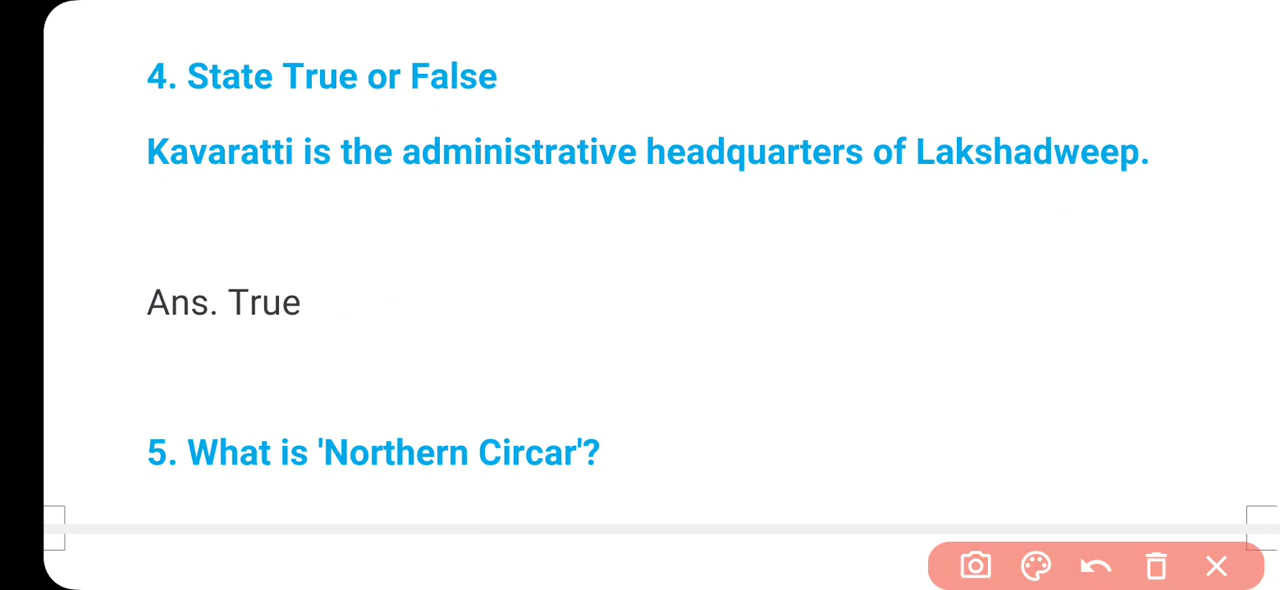 4. State True or False
Kavaratti is the administrative headquarters of Lakshadweep.
Ans. True
5. What is 'Northern Circar'?